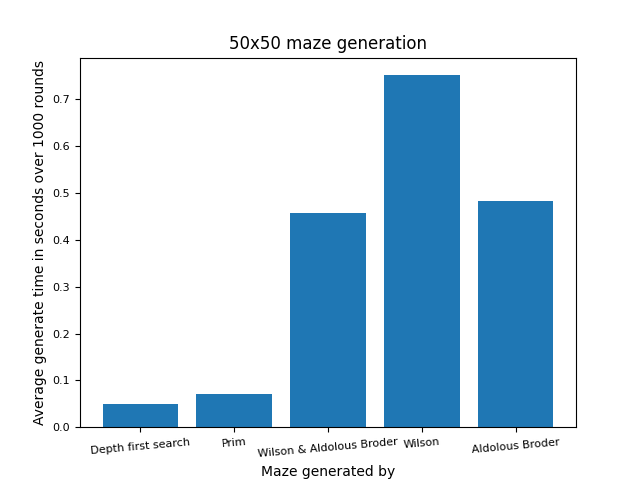 50x50 maze generation
Average generate time in seconds over 1000 rounds
0.7
0.6
0.5
0.4
0.3
0.2
0.1
0.0
Depth first search
Prim
Wilson & Aldolous Broder
Wilson
Aldolous Broder
Maze generated by